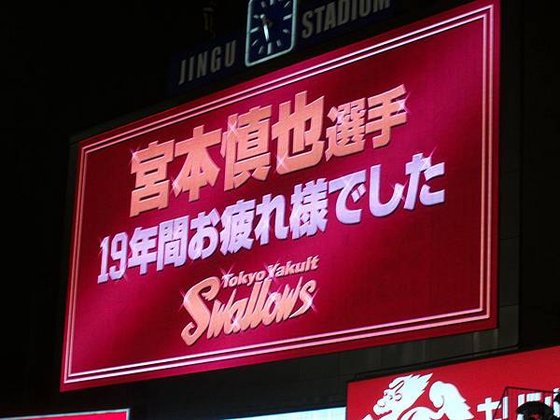 JINGU STADIUM
宮本慎也選手
19年間お疲れ様でした
Tokyo Yakult
Swallows